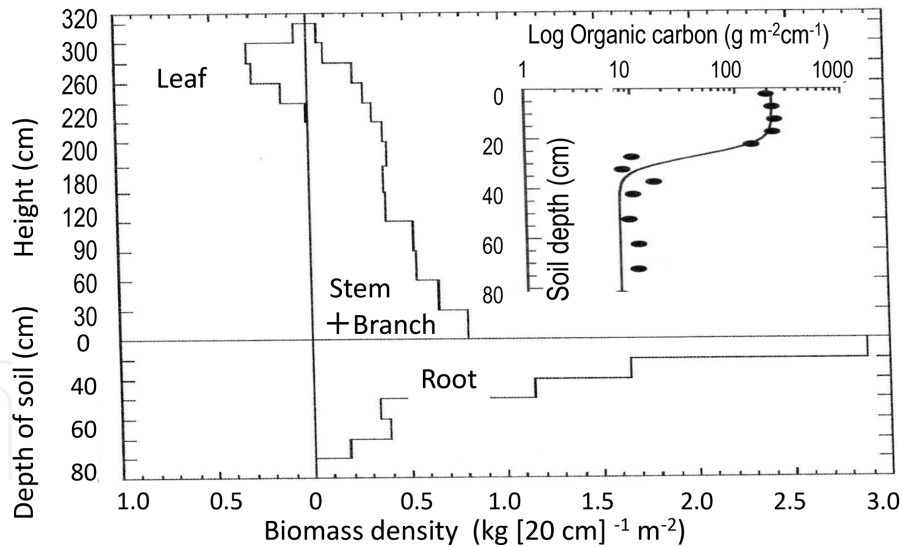 320
300
260
220
200
180
120
90
60
30
0
40
60
80
Height (cm)
Depth of soil (cm)
Leaf
Stem
+Branch
Root
Log Organic carbon (g m-2cm-1)
1 10 100 1000
0
20
40
60
80
Soil depth (cm)
1.0 0.5 0 0.5 1.0 1.5 2.0 2.5 3.0
Biomass density (kg [20 cm] -1 m-2)